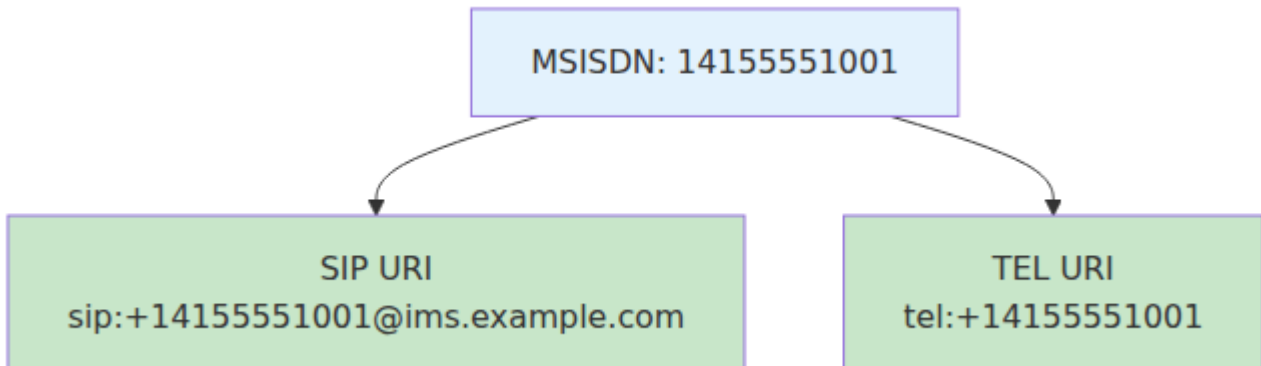 MSISDN: 14155551001
SIP URI
sip:+14155551001@ims.example.com
TEL URI
tel:+14155551001